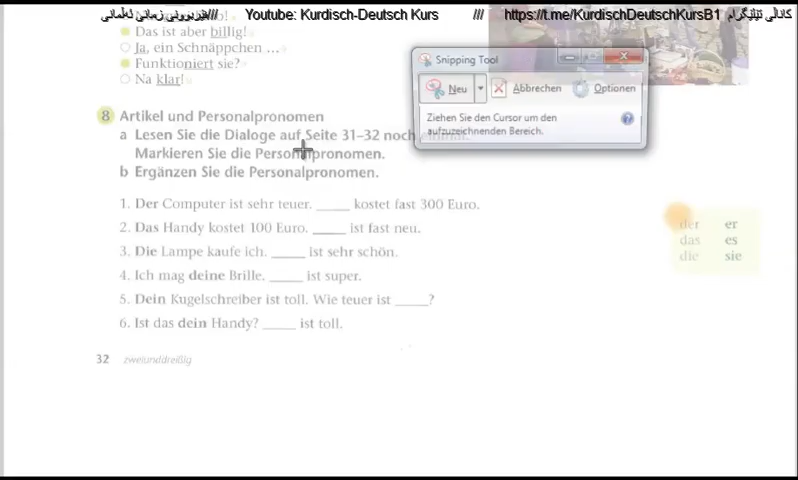 فێربوونی زمانی ئەڵمانی/// Youtube: Kurdisch-Deutsch Kurs /// https://t.me/KurdischDeutschKursB1 کاناڵی تێلیگرام
Das ist aber billig!
Ja, ein Schnäppchen ...
Funktioniert sie?
Na klar!
Snipping Tool
Neu Abbrechen Optionen
Ziehen Sie den Cursor um den
aufzuzeichnenden Bereich.
8 Artikel und Personalpronomen
a Lesen Sie die Dialoge auf Seite 31–32 noch einmal.
Markieren Sie die Personalpronomen.
b Ergänzen Sie die Personalpronomen.
1. Der Computer ist sehr teuer. _____ kostet fast 300 Euro.
2. Das Handy kostet 100 Euro. _____ ist fast neu.
3. Die Lampe kaufe ich. _____ ist sehr schön.
4. Ich mag deine Brille. _____ ist super.
5. Dein Kugelschreiber ist toll. Wie teuer ist _____?
6. Ist das dein Handy? _____ ist toll.
der er
das es
die sie
32 zweiunddreißig